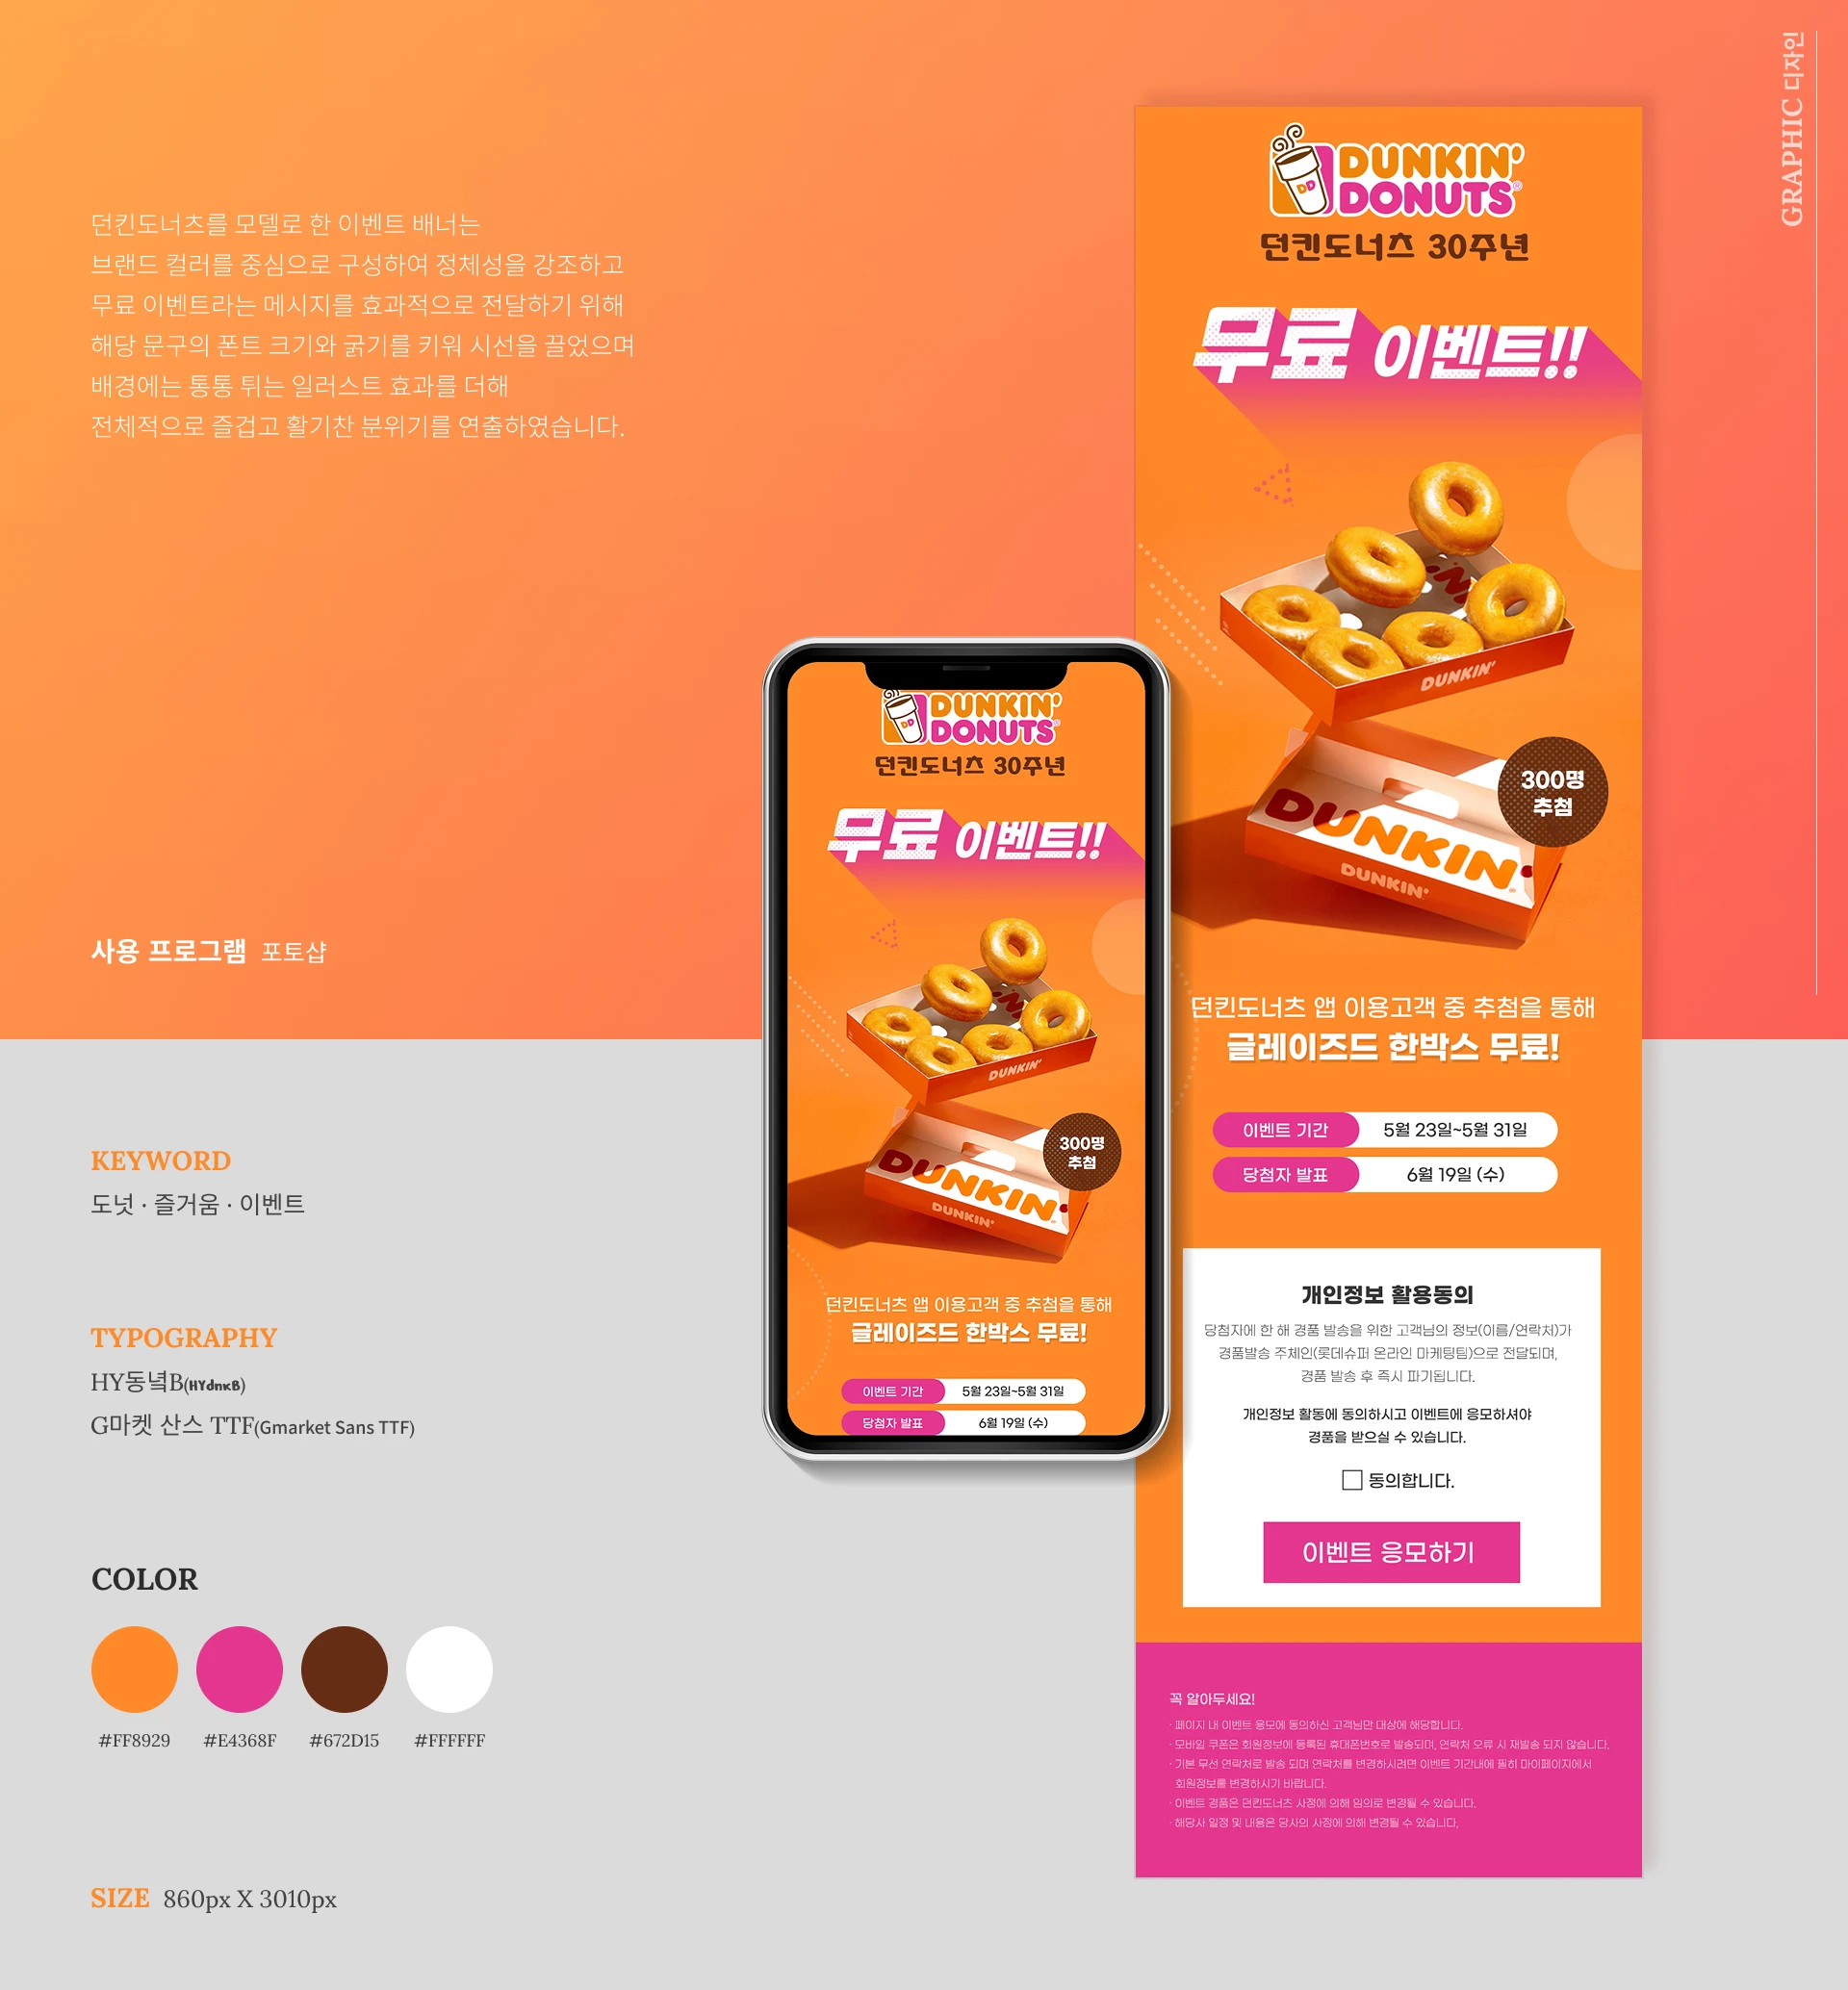 GRAPHIC 디자인
던킨도너츠를 모델로 한 이벤트 배너는
브랜드 컬러를 중심으로 구성하여 정체성을 강조하고
무료 이벤트라는 메시지를 효과적으로 전달하기 위해
해당 문구의 폰트 크기와 굵기를 키워 시선을 끌었으며
배경에는 통통 튀는 일러스트 효과를 더해
전체적으로 즐겁고 활기찬 분위기를 연출하였습니다.
사용 프로그램 포토샵
KEYWORD
도넛 · 즐거움 · 이벤트
TYPOGRAPHY
HY동녘B(HYdnkB)
G마켓 산스 TTF(Gmarket Sans TTF)
COLOR
#FF8929 #E4368F #672D15 #FFFFFF
SIZE 860px X 3010px
DD
DUNKIN'
DONUTS®
던킨도너츠 30주년
무료 이벤트!!
DUNKIN'
300명
추첨
DUNKIN'
DUNKIN'
던킨도너츠 앱 이용고객 중 추첨을 통해
글레이즈드 한박스 무료!
이벤트 기간 5월 23일~5월 31일
당첨자 발표 6월 19일 (수)
DD
DUNKIN'
DONUTS®
던킨도너츠 30주년
무료 이벤트!!
DUNKIN'
300명
추첨
DUNKIN'
DUNKIN'
던킨도너츠 앱 이용고객 중 추첨을 통해
글레이즈드 한박스 무료!
이벤트 기간 5월 23일~5월 31일
당첨자 발표 6월 19일 (수)
개인정보 활용동의
당첨자에 한 해 경품 발송을 위한 고객님의 정보(이름/연락처)가
경품발송 주체인(롯데슈퍼 온라인 마케팅팀)으로 전달되며,
경품 발송 후 즉시 파기됩니다.
개인정보 활동에 동의하시고 이벤트에 응모하셔야
경품을 받으실 수 있습니다.
동의합니다.
이벤트 응모하기
꼭 알아두세요!
· 페이지 내 이벤트 응모에 동의하신 고객님만 대상에 해당합니다.
· 모바일 쿠폰은 회원정보에 등록된 휴대폰번호로 발송되며, 연락처 오류 시 재발송 되지 않습니다.
· 기본 무선 연락처로 발송 되며 연락처를 변경하시려면 이벤트 기간내에 필히 마이페이지에서
회원정보를 변경하시기 바랍니다.
· 이벤트 경품은 던킨도너츠 사정에 의해 임의로 변경될 수 있습니다.
· 해당사 일정 및 내용은 당사의 사정에 의해 변경될 수 있습니다.